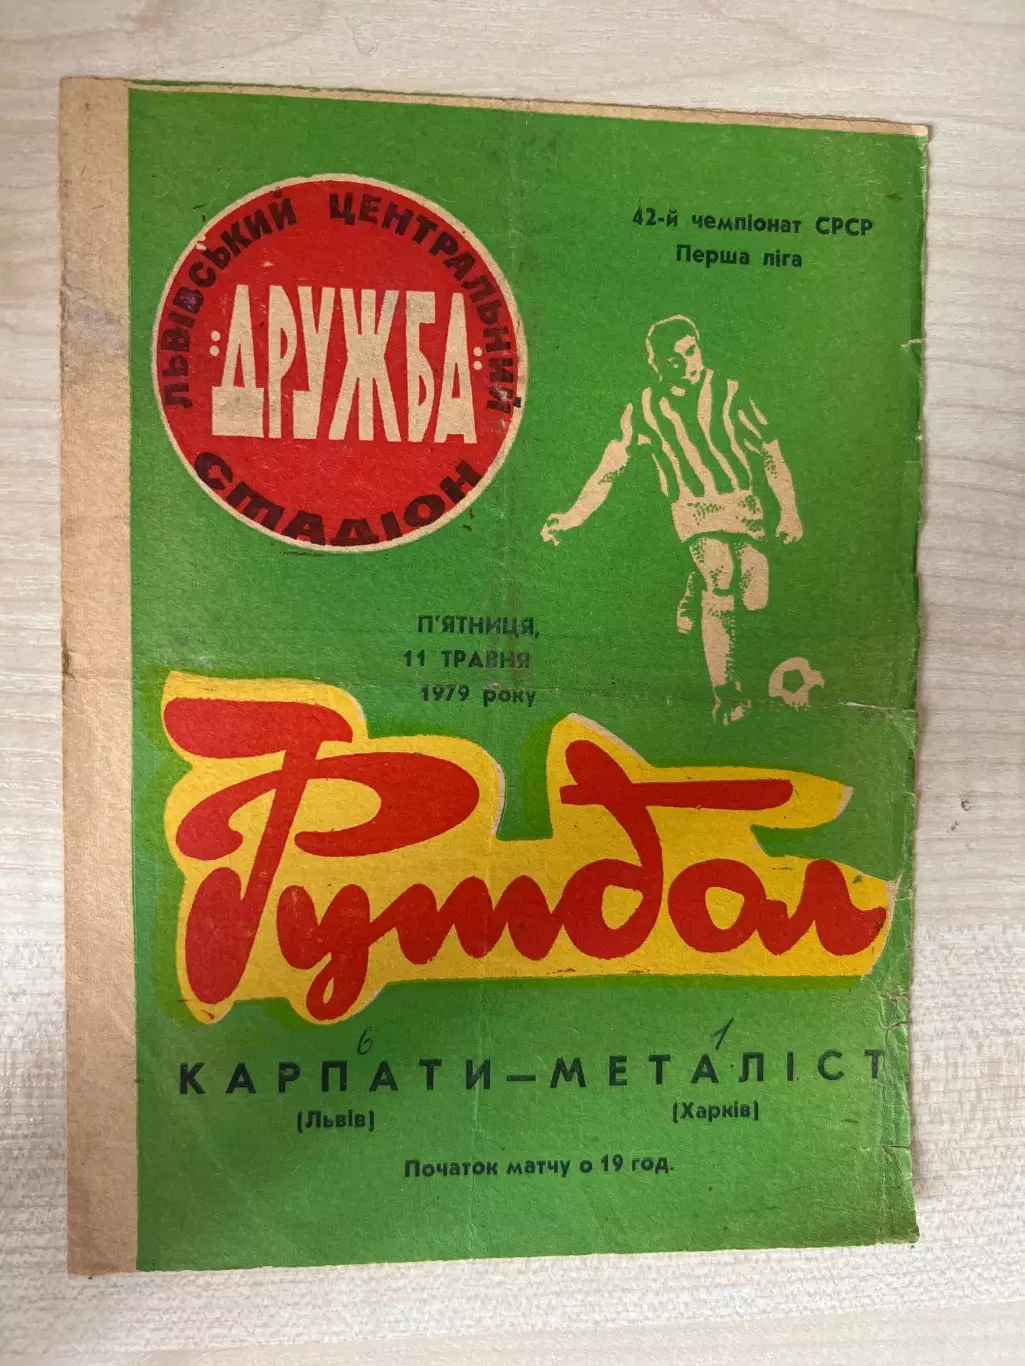 ЛЬВІВСЬКИЙ ЦЕНТРАЛЬНИЙ
"ДРУЖБА"
СТАДІОН
42-й чемпіонат СРСР
Перша ліга
П'ЯТНИЦЯ,
11 ТРАВНЯ
1979 року
Футбол
6 1
КАРПАТИ — МЕТАЛІСТ
(Львів) (Харків)
Початок матчу о 19 год.